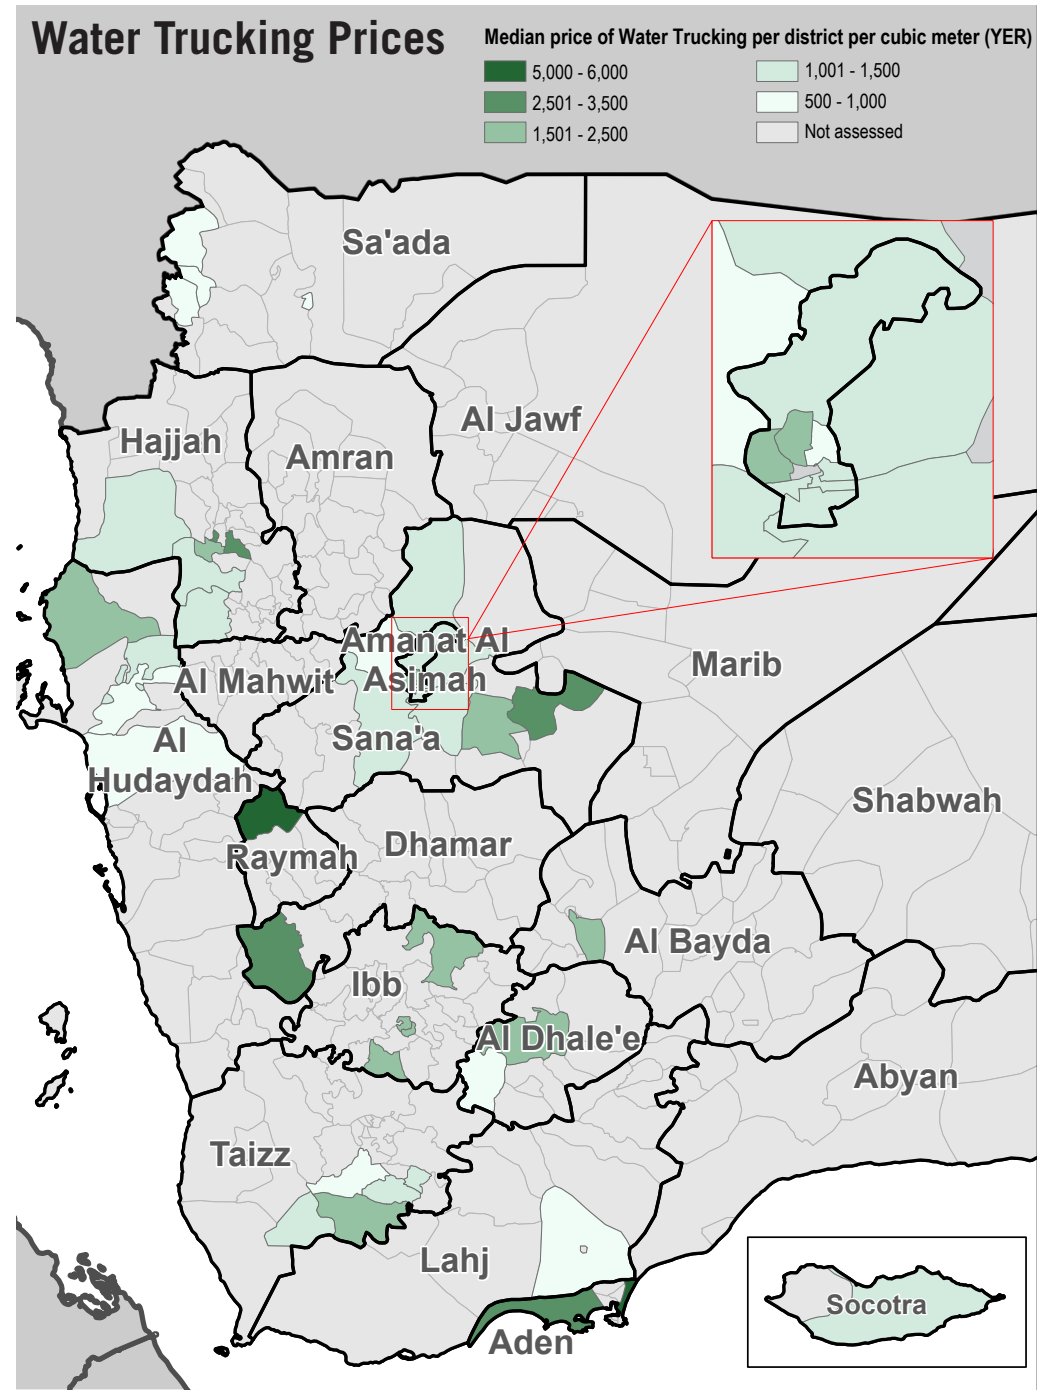 Water Trucking Prices
Median price of Water Trucking per district per cubic meter (YER)
5,000 - 6,000
2,501 - 3,500
1,501 - 2,500
1,001 - 1,500
500 - 1,000
Not assessed
Sa'ada
Hajjah
Amran
Al Jawf
Amanat Al
Asimah
Al Mahwit
Marib
Sana'a
Al
Hudaydah
Shabwah
Raymah
Dhamar
Al Bayda
Ibb
Al Dhale'e
Abyan
Taizz
Lahj
Aden
Socotra